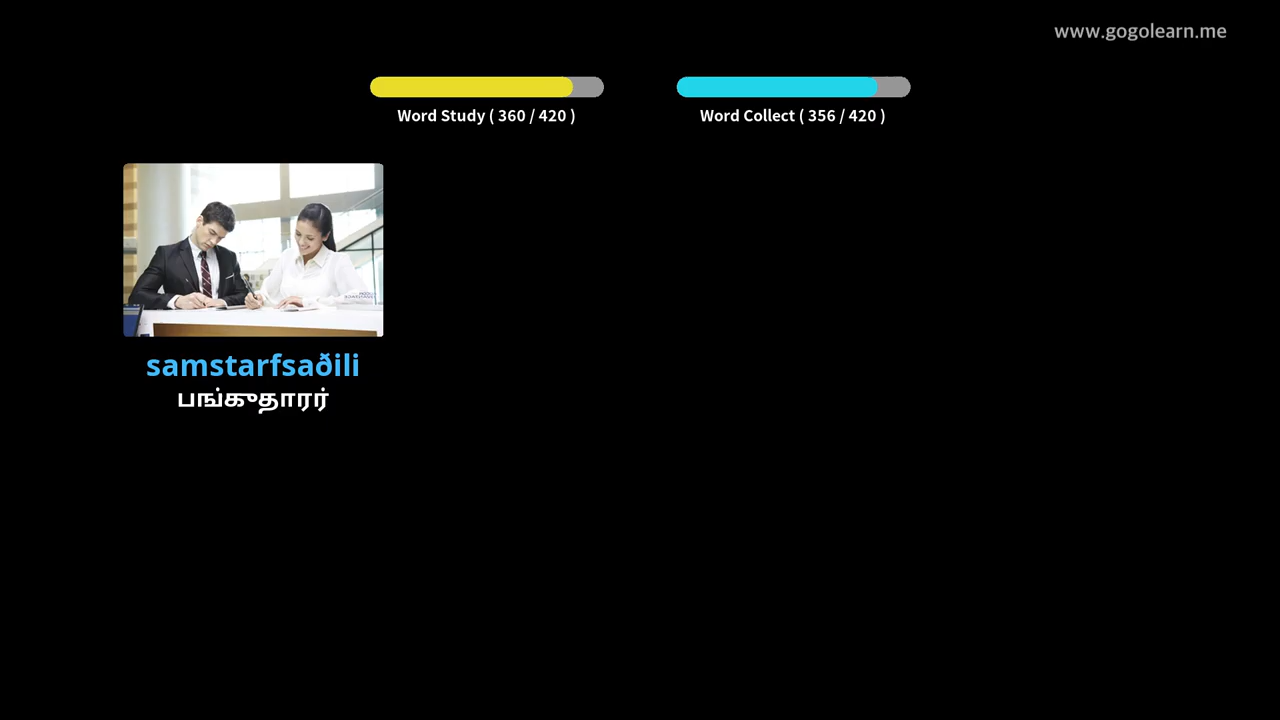 www.gogolearn.me
Word Study ( 360 / 420 )
Word Collect ( 356 / 420 )
samstarfsaðili
பங்குதாரர்